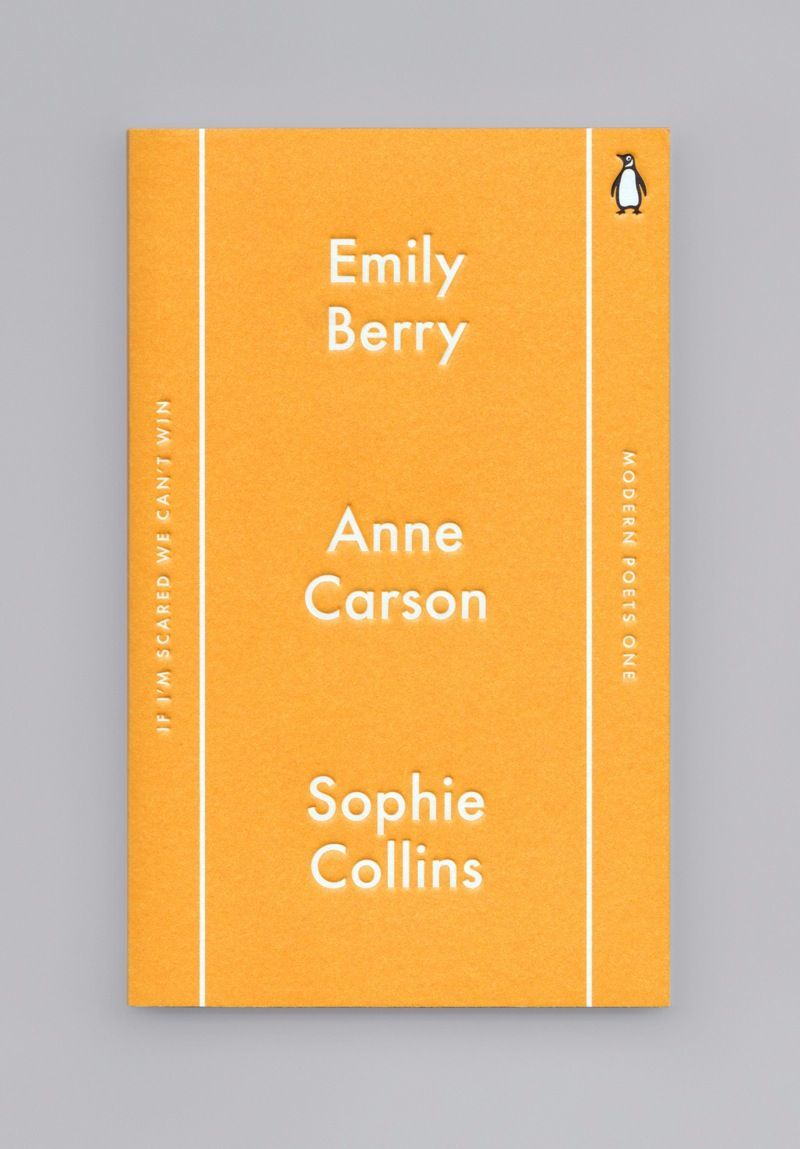 Emily
Berry
Anne
Carson
Sophie
Collins
IF I'M SCARED WE CAN'T WIN
MODERN POETS ONE